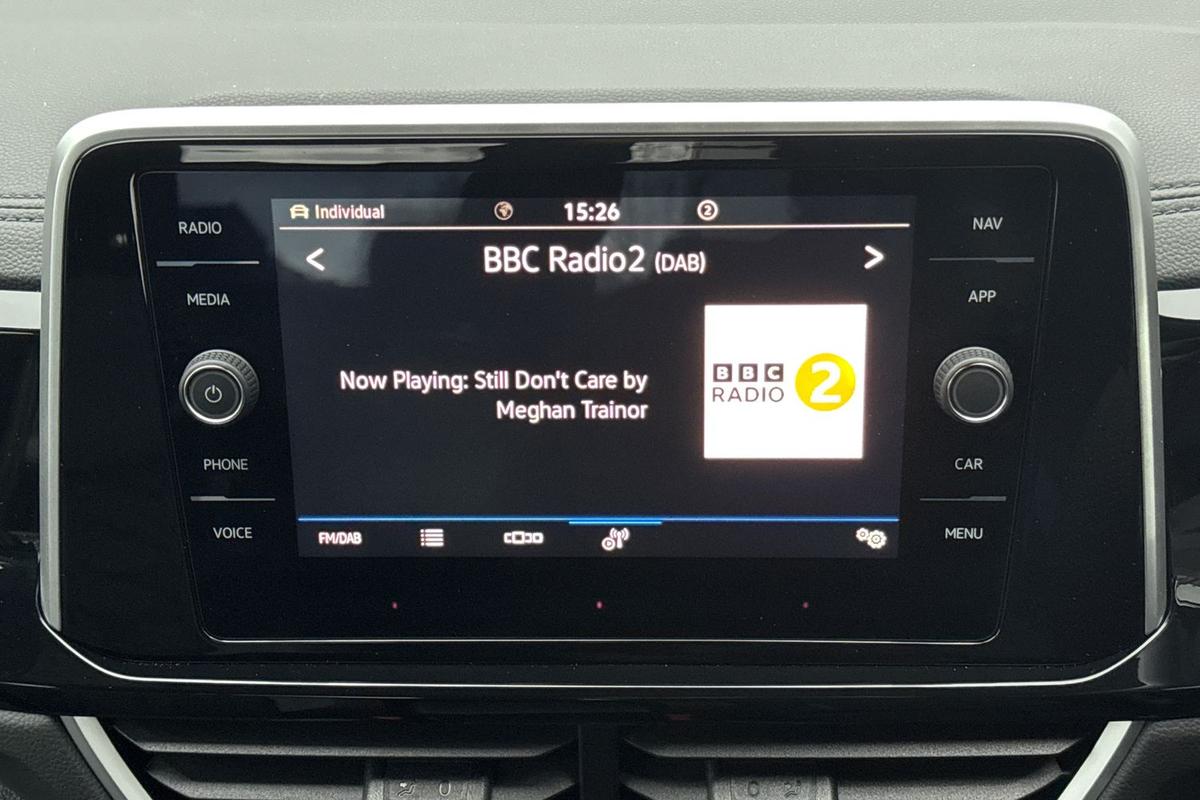 RADIO
MEDIA
PHONE
VOICE
Individual
15:26
2
BBC Radio2 (DAB)
Now Playing: Still Don't Care by
Meghan Trainor
BBC
RADIO
2
FM/DAB
NAV
APP
CAR
MENU